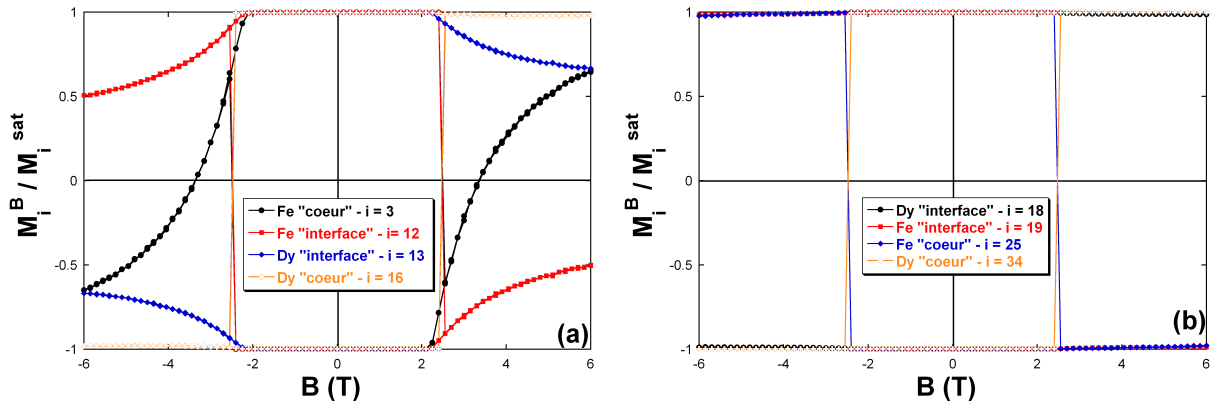 1
0.5
0
-0.5
-1
-6
-4
-2
0
2
4
6
M_i^B / M_i^sat
B (T)
Fe "coeur" - i = 3
Fe "interface" - i= 12
Dy "interface" - i = 13
Dy "coeur" - i = 16
(a)
1
0.5
0
-0.5
-1
-6
-4
-2
0
2
4
6
M_i^B / M_i^sat
B (T)
Dy "interface" - i = 18
Fe "interface" - i = 19
Fe "coeur" - i = 25
Dy "coeur" - i = 34
(b)